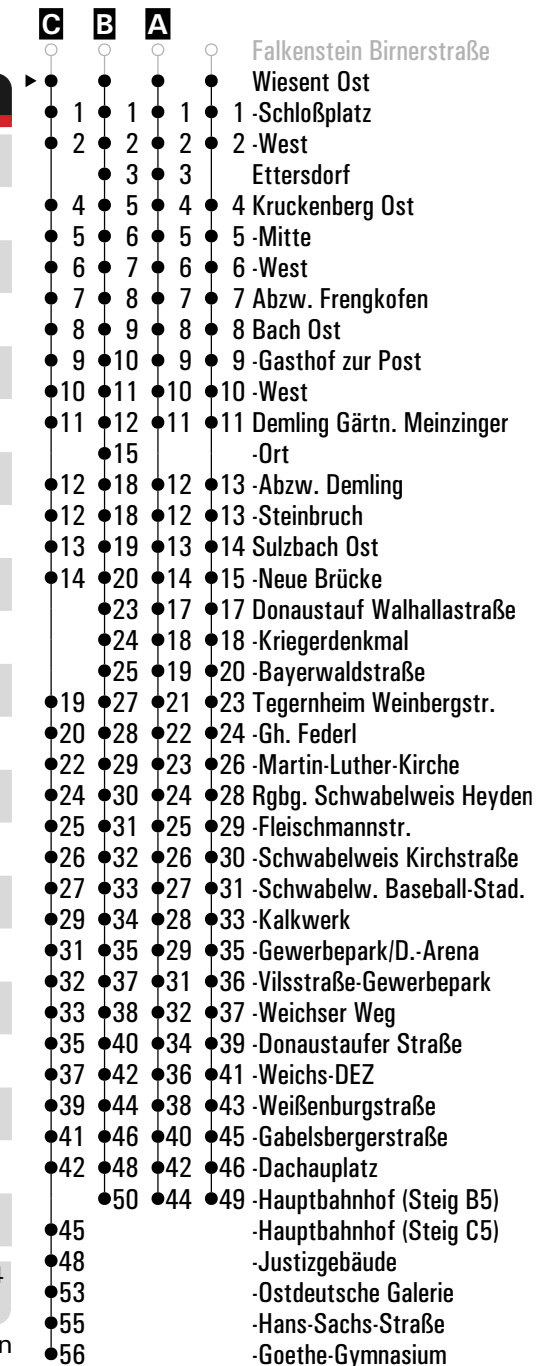 C B A
Falkenstein Birnerstraße
Wiesent Ost
1 1 1 1 -Schloßplatz
2 2 2 2 -West
3 3 Ettersdorf
4 5 4 4 Kruckenberg Ost
5 6 5 5 -Mitte
6 7 6 6 -West
7 8 7 7 Abzw. Frengkofen
8 9 8 8 Bach Ost
9 10 9 9 -Gasthof zur Post
10 11 10 10 -West
11 12 11 11 Demling Gärtn. Meinzinger
15 -Ort
12 18 12 13 -Abzw. Demling
12 18 12 13 -Steinbruch
13 19 13 14 Sulzbach Ost
14 20 14 15 -Neue Brücke
23 17 17 Donaustauf Walhallastraße
24 18 18 -Kriegerdenkmal
25 19 20 -Bayerwaldstraße
19 27 21 23 Tegernheim Weinbergstr.
20 28 22 24 -Gh. Federl
22 29 23 26 -Martin-Luther-Kirche
24 30 24 28 Rgbg. Schwabelweis Heyden
25 31 25 29 -Fleischmannstr.
26 32 26 30 -Schwabelweis Kirchstraße
27 33 27 31 -Schwabelw. Baseball-Stad.
29 34 28 33 -Kalkwerk
31 35 29 35 -Gewerbepark/D.-Arena
32 37 31 36 -Vilsstraße-Gewerbepark
33 38 32 37 -Weichser Weg
35 40 34 39 -Donaustaufer Straße
37 42 36 41 -Weichs-DEZ
39 44 38 43 -Weißenburgstraße
41 46 40 45 -Gabelsbergerstraße
42 48 42 46 -Dachauplatz
50 44 49 -Hauptbahnhof (Steig B5)
45 -Hauptbahnhof (Steig C5)
48 -Justizgebäude
53 -Ostdeutsche Galerie
55 -Hans-Sachs-Straße
n 56 -Goethe-Gymnasium